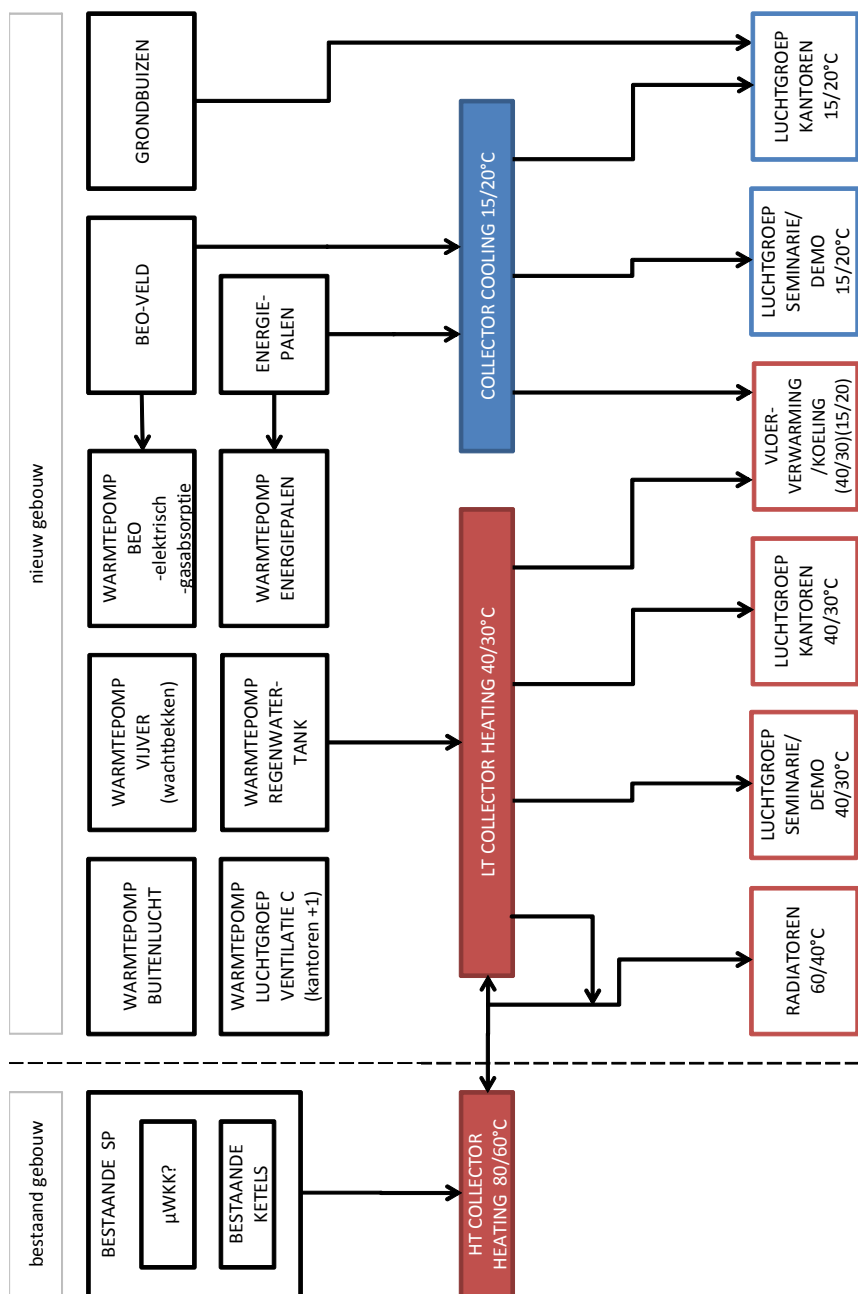 bestaand gebouw
nieuw gebouw
BESTAANDE SP
µWKK?
BESTAANDE
KETELS
WARMTEPOMP
BUITENLUCHT
WARMTEPOMP
VIJVER
(wachtbekken)
WARMTEPOMP
BEO
-elektrisch
-gasabsorptie
BEO-VELD
GRONDBUIZEN
WARMTEPOMP
LUCHTGROEP
VENTILATIE C
(kantoren +1)
WARMTEPOMP
REGENWATER-
TANK
WARMTEPOMP
ENERGIEPALEN
ENERGIE-
PALEN
HT COLLECTOR
HEATING 80/60°C
LT COLLECTOR HEATING 40/30°C
COLLECTOR COOLING 15/20°C
RADIATOREN
60/40°C
LUCHTGROEP
SEMINARIE/
DEMO
40/30°C
LUCHTGROEP
KANTOREN
40/30°C
VLOER-
VERWARMING
/KOELING
(40/30)(15/20)
LUCHTGROEP
SEMINARIE/
DEMO
15/20°C
LUCHTGROEP
KANTOREN
15/20°C